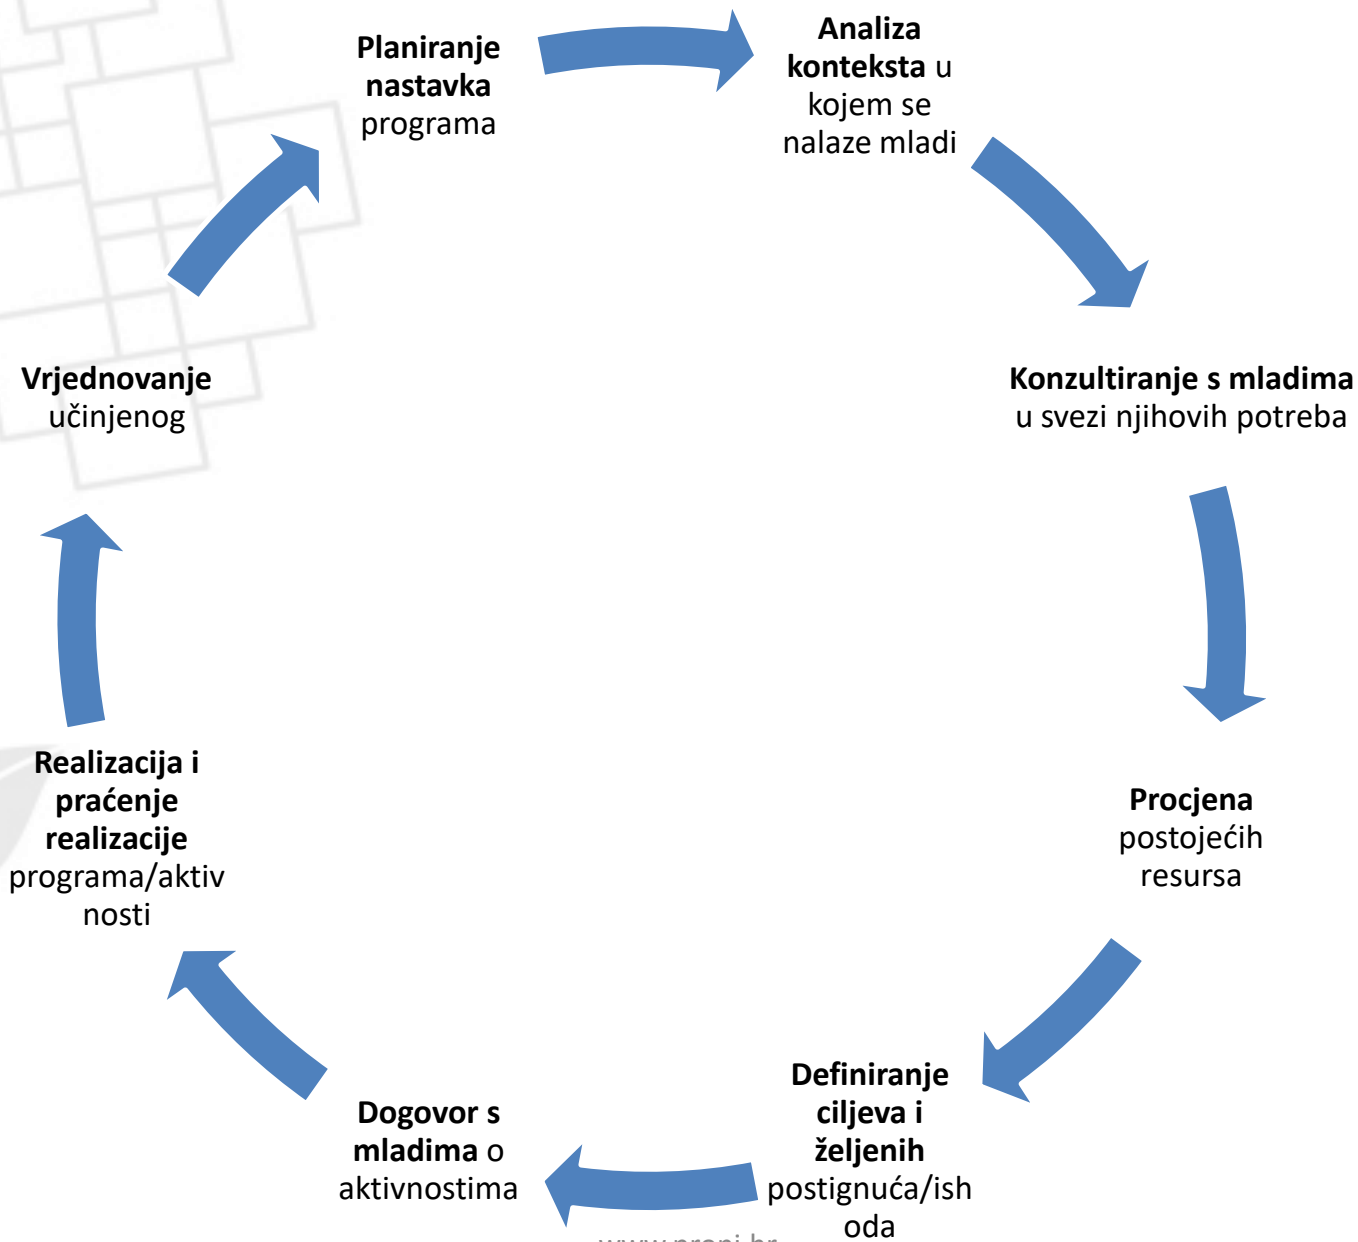 Planiranje
nastavka
programa
Analiza
konteksta u
kojem se
nalaze mladi
Konzultiranje s mladima
u svezi njihovih potreba
Procjena
postojećih
resursa
Definiranje
ciljeva i
željenih
postignuća/ish
oda
Dogovor s
mladima o
aktivnostima
Realizacija i
praćenje
realizacije
programa/aktiv
nosti
Vrjednovanje
učinjenog